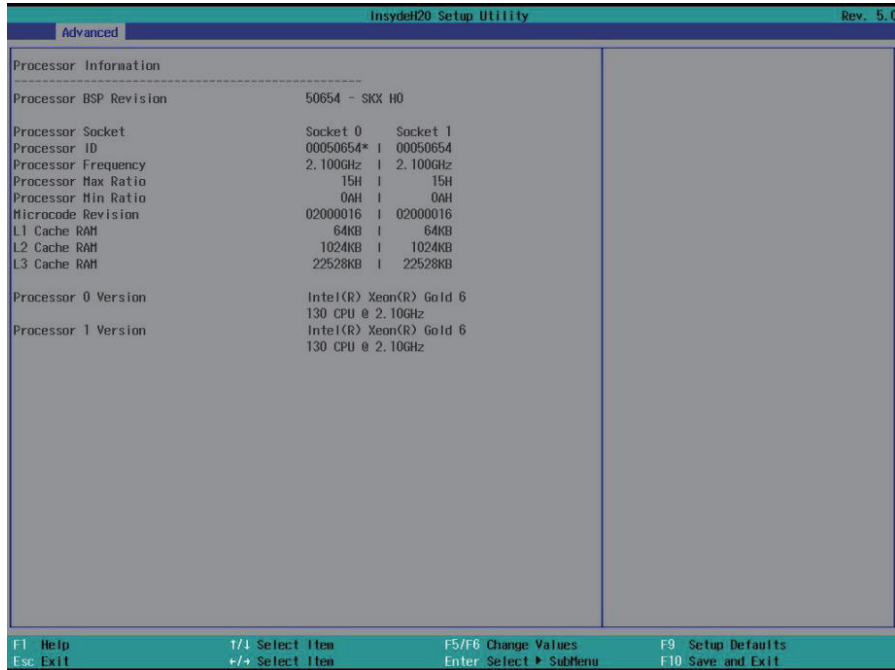 InsydeH20 Setup Utility Rev. 5.0
Advanced
Processor Information
--------------------------------------------------
Processor BSP Revision 50654 - SKX H0
Processor Socket Socket 0 Socket 1
Processor ID 00050654* | 00050654
Processor Frequency 2.100GHz | 2.100GHz
Processor Max Ratio 15H | 15H
Processor Min Ratio 0AH | 0AH
Microcode Revision 02000016 | 02000016
L1 Cache RAM 64KB | 64KB
L2 Cache RAM 1024KB | 1024KB
L3 Cache RAM 22528KB | 22528KB
Processor 0 Version Intel(R) Xeon(R) Gold 6
130 CPU @ 2.10GHz
Processor 1 Version Intel(R) Xeon(R) Gold 6
130 CPU @ 2.10GHz
F1 Help ↑/↓ Select Item F5/F6 Change Values F9 Setup Defaults
Esc Exit ←/→ Select Item Enter Select ▶ SubMenu F10 Save and Exit